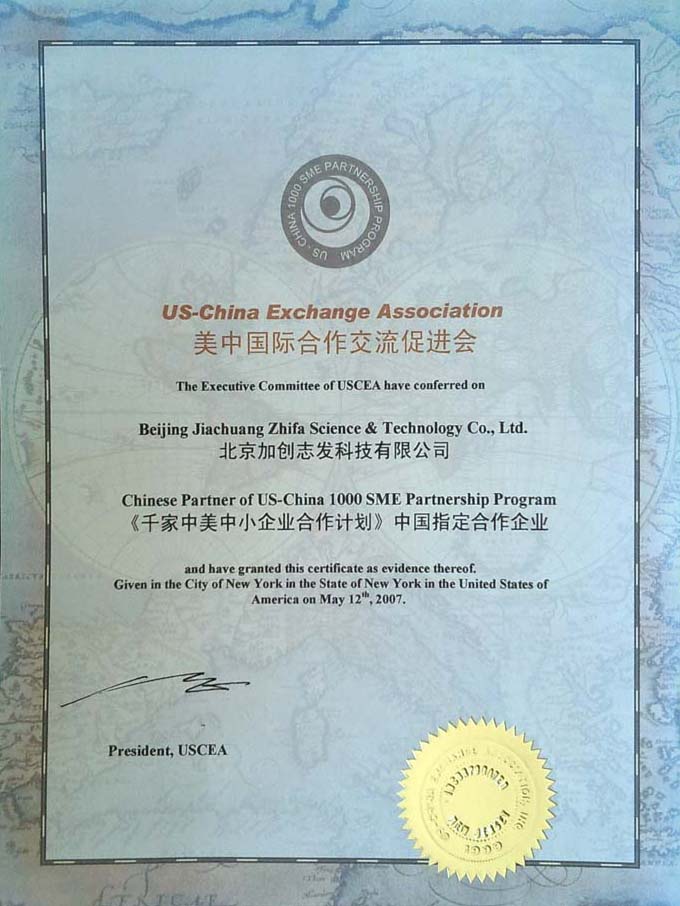 US - CHINA 1000 SME PARTNERSHIP PROGRAM
US-China Exchange Association
美中国际合作交流促进会
The Executive Committee of USCEA have conferred on
Beijing Jiachuang Zhifa Science & Technology Co., Ltd.
北京加创志发科技有限公司
Chinese Partner of US-China 1000 SME Partnership Program
《千家中美中小企业合作计划》中国指定合作企业
and have granted this certificate as evidence thereof.
Given in the City of New York in the State of New York in the United States of
America on May 12th, 2007.
President, USCEA
NEW JERSEY